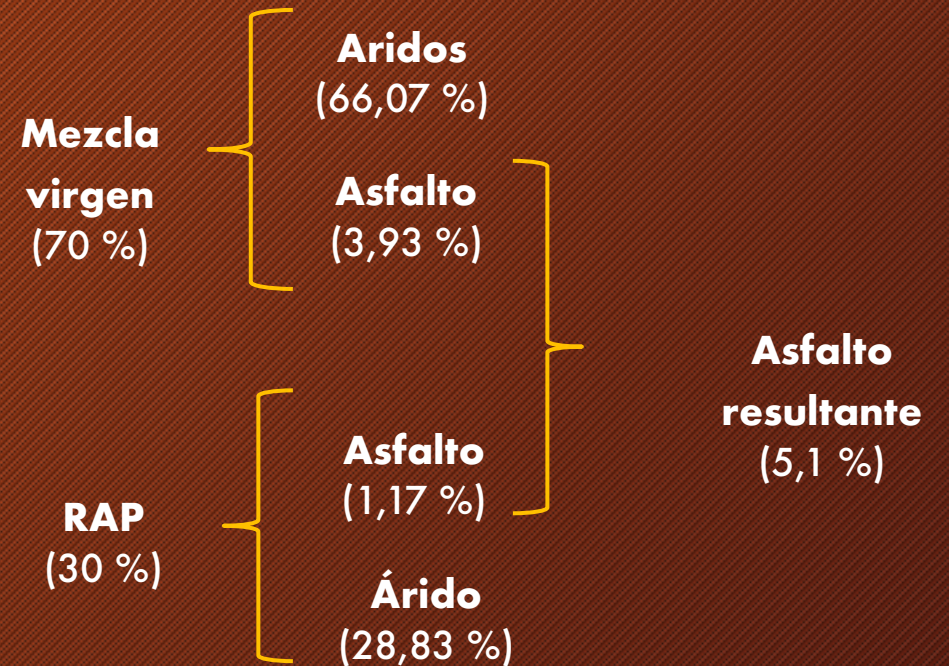 Mezcla
virgen
(70 %)
Aridos
(66,07 %)
Asfalto
(3,93 %)
RAP
(30 %)
Asfalto
(1,17 %)
Árido
(28,83 %)
Asfalto
resultante
(5,1 %)